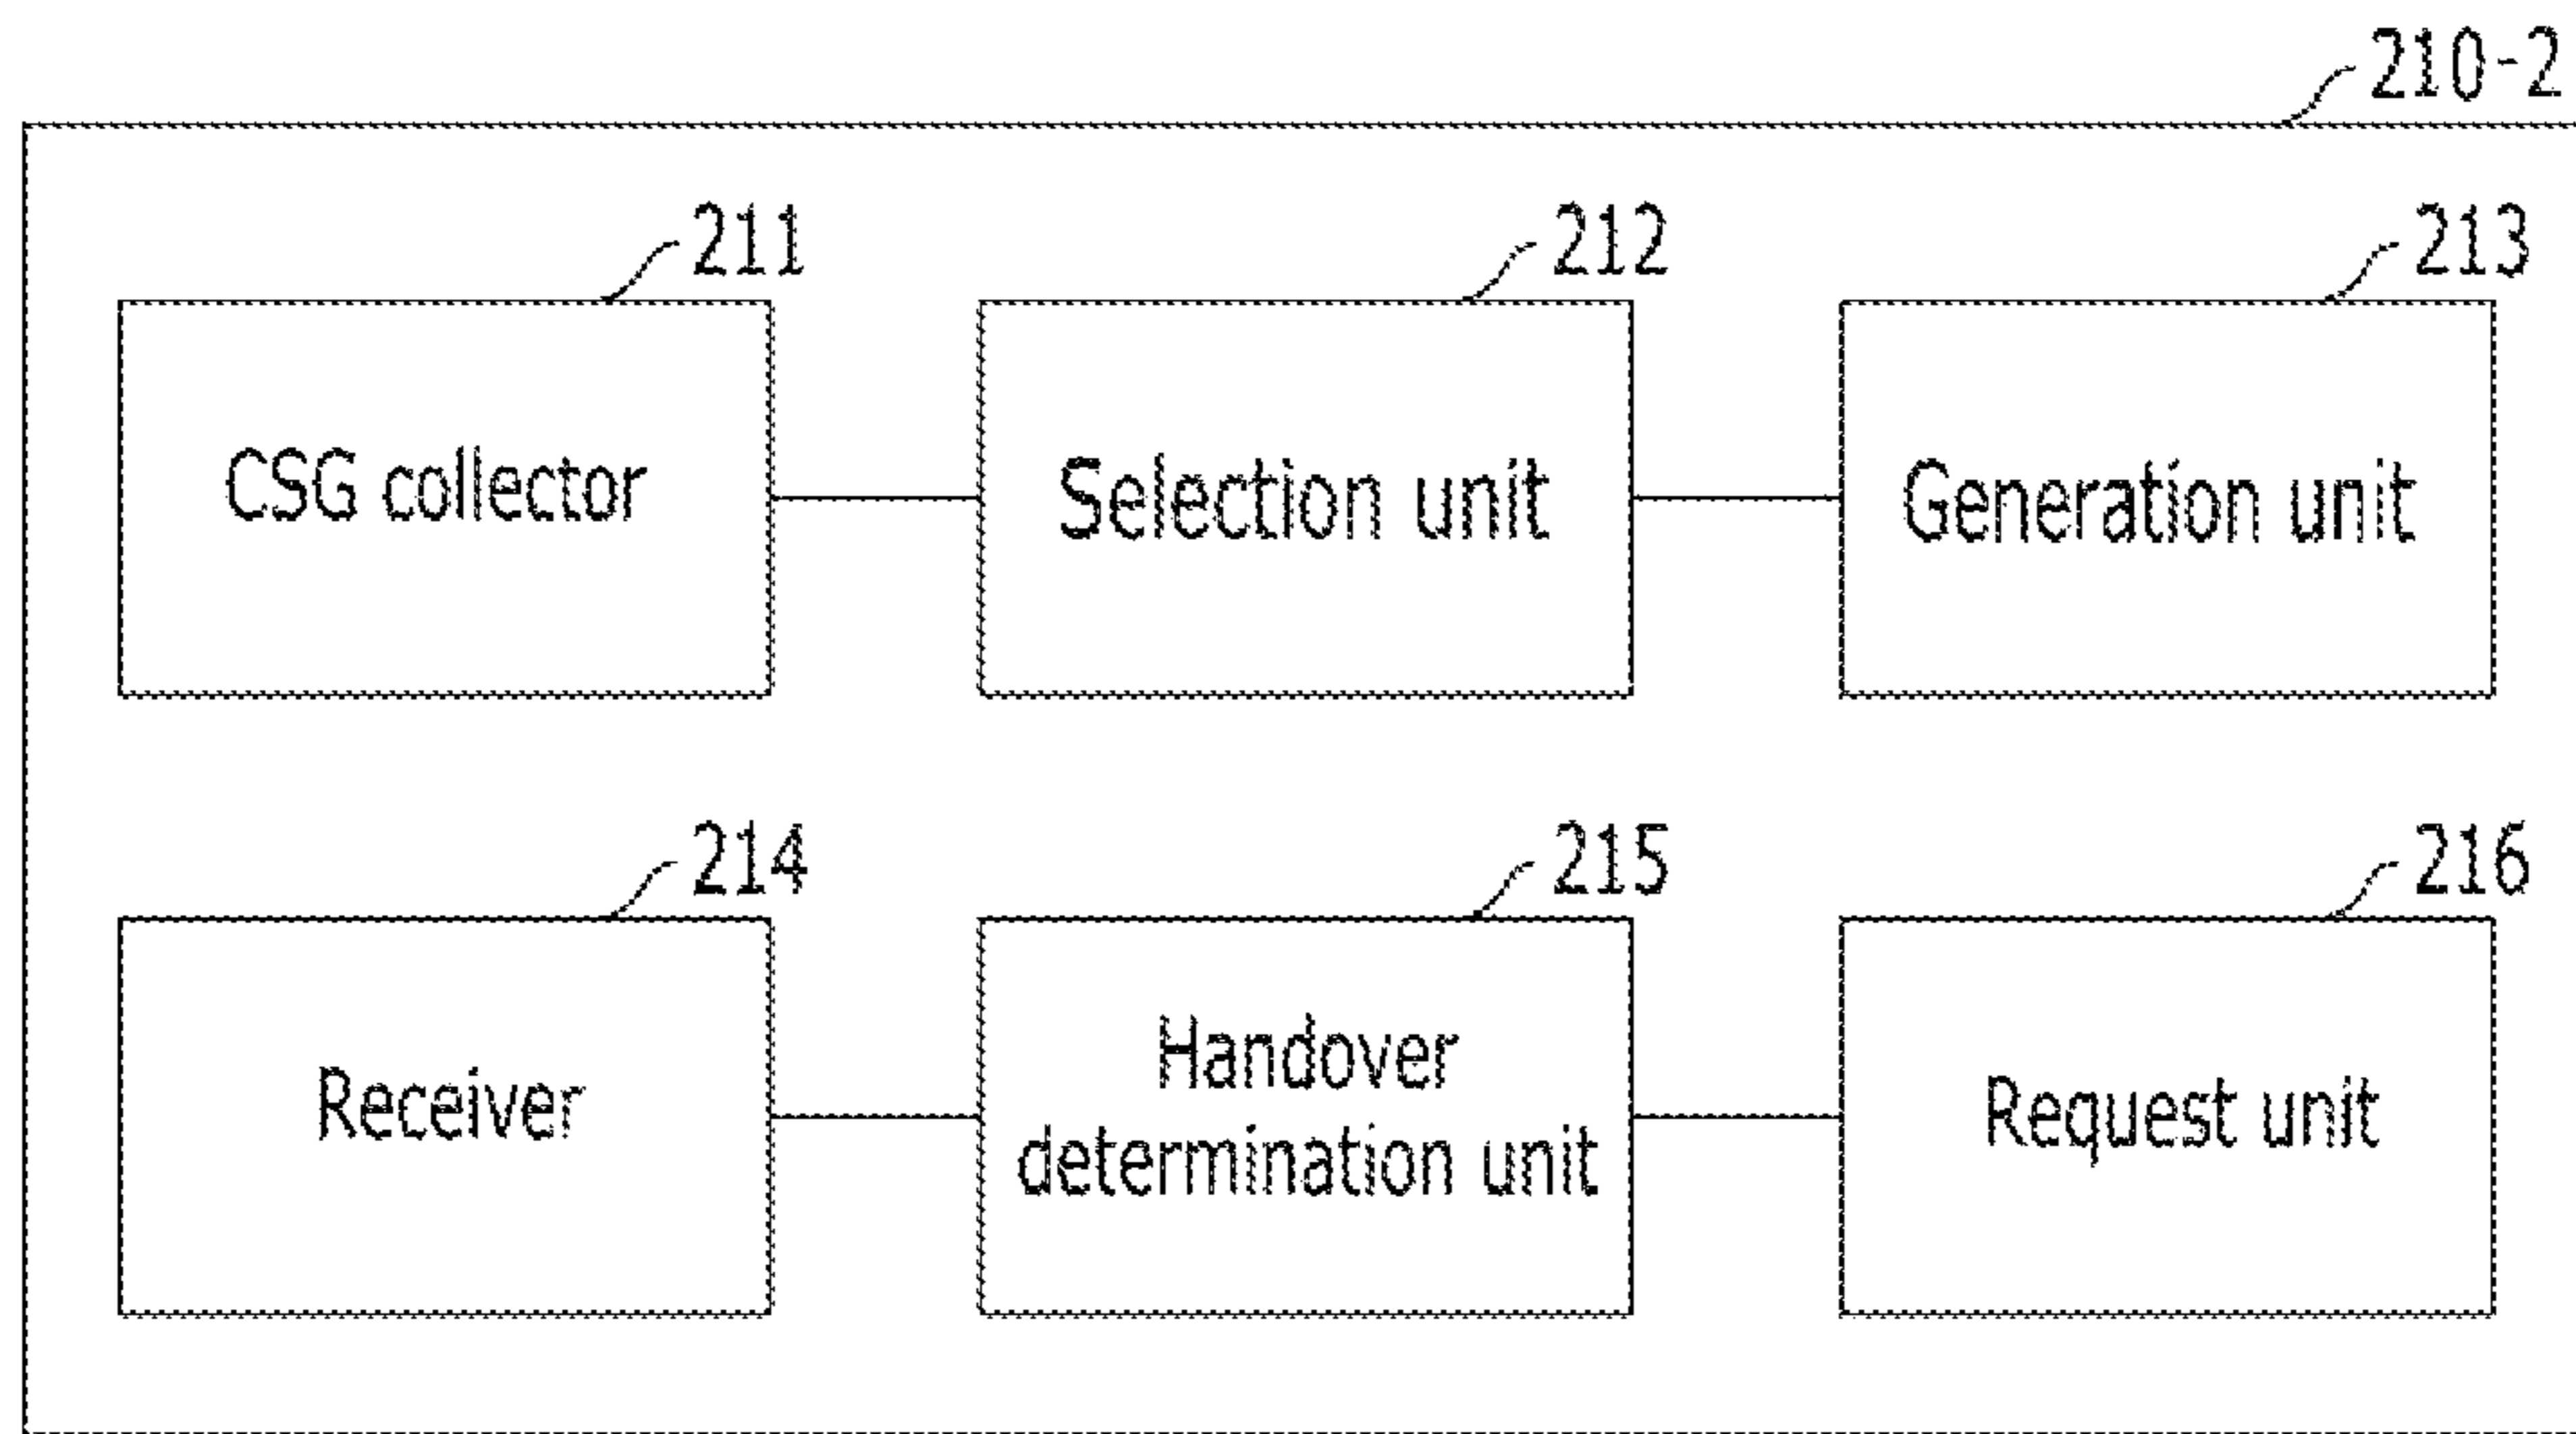 210-2
211
212
213
CSG collector
Selection unit
Generation unit
214
215
216
Receiver
Handover
determination unit
Request unit